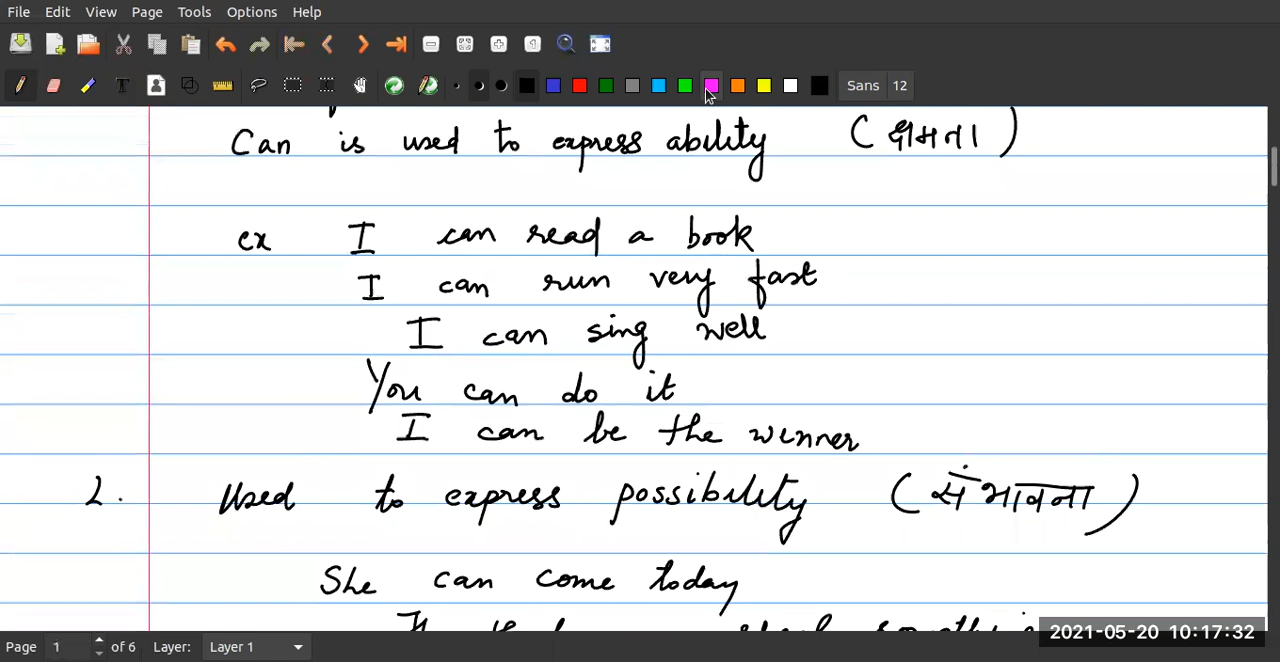 File Edit View Page Tools Options Help
Sans 12
Can is used to express ability (क्षमता)
ex I can read a book
I can run very fast
I can sing well
You can do it
I can be the winner
2. Used to express possibility (संभावना)
She can come today
2021-05-20 10:17:32
Page 1 of 6 Layer: Layer 1